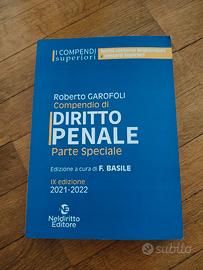 I COMPENDI
superiori
Roberto GAROFOLI
Compendio di
DIRITTO
PENALE
Parte Speciale
Edizione a cura di F. BASILE
IX edizione
2021-2022
Neldiritto
Editore
subito